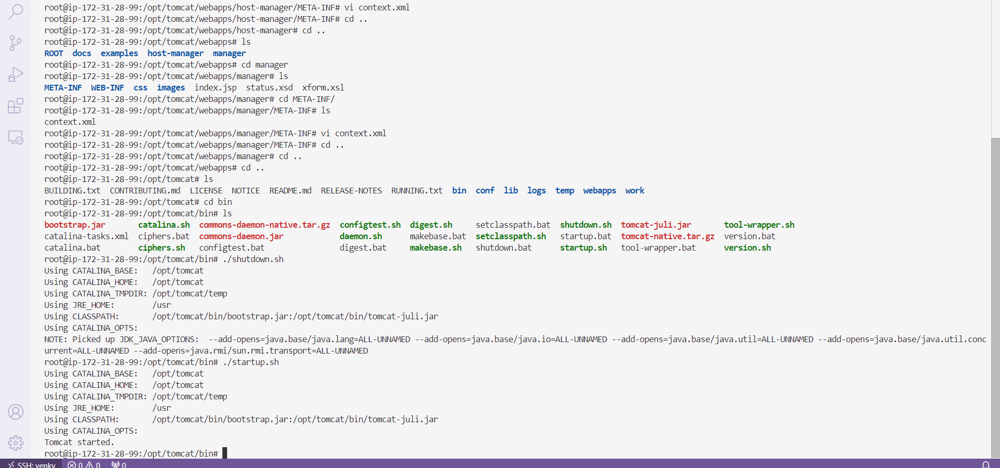 root@ip-172-31-28-99:/opt/tomcat/webapps/host-manager/META-INF# vi context.xml
root@ip-172-31-28-99:/opt/tomcat/webapps/host-manager/META-INF# cd ..
root@ip-172-31-28-99:/opt/tomcat/webapps/host-manager# cd ..
root@ip-172-31-28-99:/opt/tomcat/webapps# ls
ROOT  docs  examples  host-manager  manager
root@ip-172-31-28-99:/opt/tomcat/webapps# cd manager
root@ip-172-31-28-99:/opt/tomcat/webapps/manager# ls
META-INF  WEB-INF  css  images  index.jsp  status.xsd  xform.xsl
root@ip-172-31-28-99:/opt/tomcat/webapps/manager# cd META-INF/
root@ip-172-31-28-99:/opt/tomcat/webapps/manager/META-INF# ls
context.xml
root@ip-172-31-28-99:/opt/tomcat/webapps/manager/META-INF# vi context.xml
root@ip-172-31-28-99:/opt/tomcat/webapps/manager/META-INF# cd ..
root@ip-172-31-28-99:/opt/tomcat/webapps/manager# cd ..
root@ip-172-31-28-99:/opt/tomcat/webapps# cd ..
root@ip-172-31-28-99:/opt/tomcat# ls
BUILDING.txt  CONTRIBUTING.md  LICENSE  NOTICE  README.md  RELEASE-NOTES  RUNNING.txt  bin  conf  lib  logs  temp  webapps  work
root@ip-172-31-28-99:/opt/tomcat# cd bin
root@ip-172-31-28-99:/opt/tomcat/bin# ls
bootstrap.jar       catalina.sh  commons-daemon-native.tar.gz  configtest.sh  digest.sh     setclasspath.bat  shutdown.sh  tomcat-juli.jar       tool-wrapper.sh
catalina-tasks.xml  ciphers.bat  commons-daemon.jar            daemon.sh      makebase.bat  setclasspath.sh   startup.bat  tomcat-native.tar.gz  version.bat
catalina.bat        ciphers.sh   configtest.bat                digest.bat     makebase.sh   shutdown.bat      startup.sh   tool-wrapper.bat      version.sh
root@ip-172-31-28-99:/opt/tomcat/bin# ./shutdown.sh
Using CATALINA_BASE:   /opt/tomcat
Using CATALINA_HOME:   /opt/tomcat
Using CATALINA_TMPDIR: /opt/tomcat/temp
Using JRE_HOME:        /usr
Using CLASSPATH:       /opt/tomcat/bin/bootstrap.jar:/opt/tomcat/bin/tomcat-juli.jar
Using CATALINA_OPTS:
NOTE: Picked up JDK_JAVA_OPTIONS:  --add-opens=java.base/java.lang=ALL-UNNAMED --add-opens=java.base/java.io=ALL-UNNAMED --add-opens=java.base/java.util=ALL-UNNAMED --add-opens=java.base/java.util.conc
urrent=ALL-UNNAMED --add-opens=java.rmi/sun.rmi.transport=ALL-UNNAMED
root@ip-172-31-28-99:/opt/tomcat/bin# ./startup.sh
Using CATALINA_BASE:   /opt/tomcat
Using CATALINA_HOME:   /opt/tomcat
Using CATALINA_TMPDIR: /opt/tomcat/temp
Using JRE_HOME:        /usr
Using CLASSPATH:       /opt/tomcat/bin/bootstrap.jar:/opt/tomcat/bin/tomcat-juli.jar
Using CATALINA_OPTS:
Tomcat started.
root@ip-172-31-28-99:/opt/tomcat/bin#
SSH: venky  0  0  0